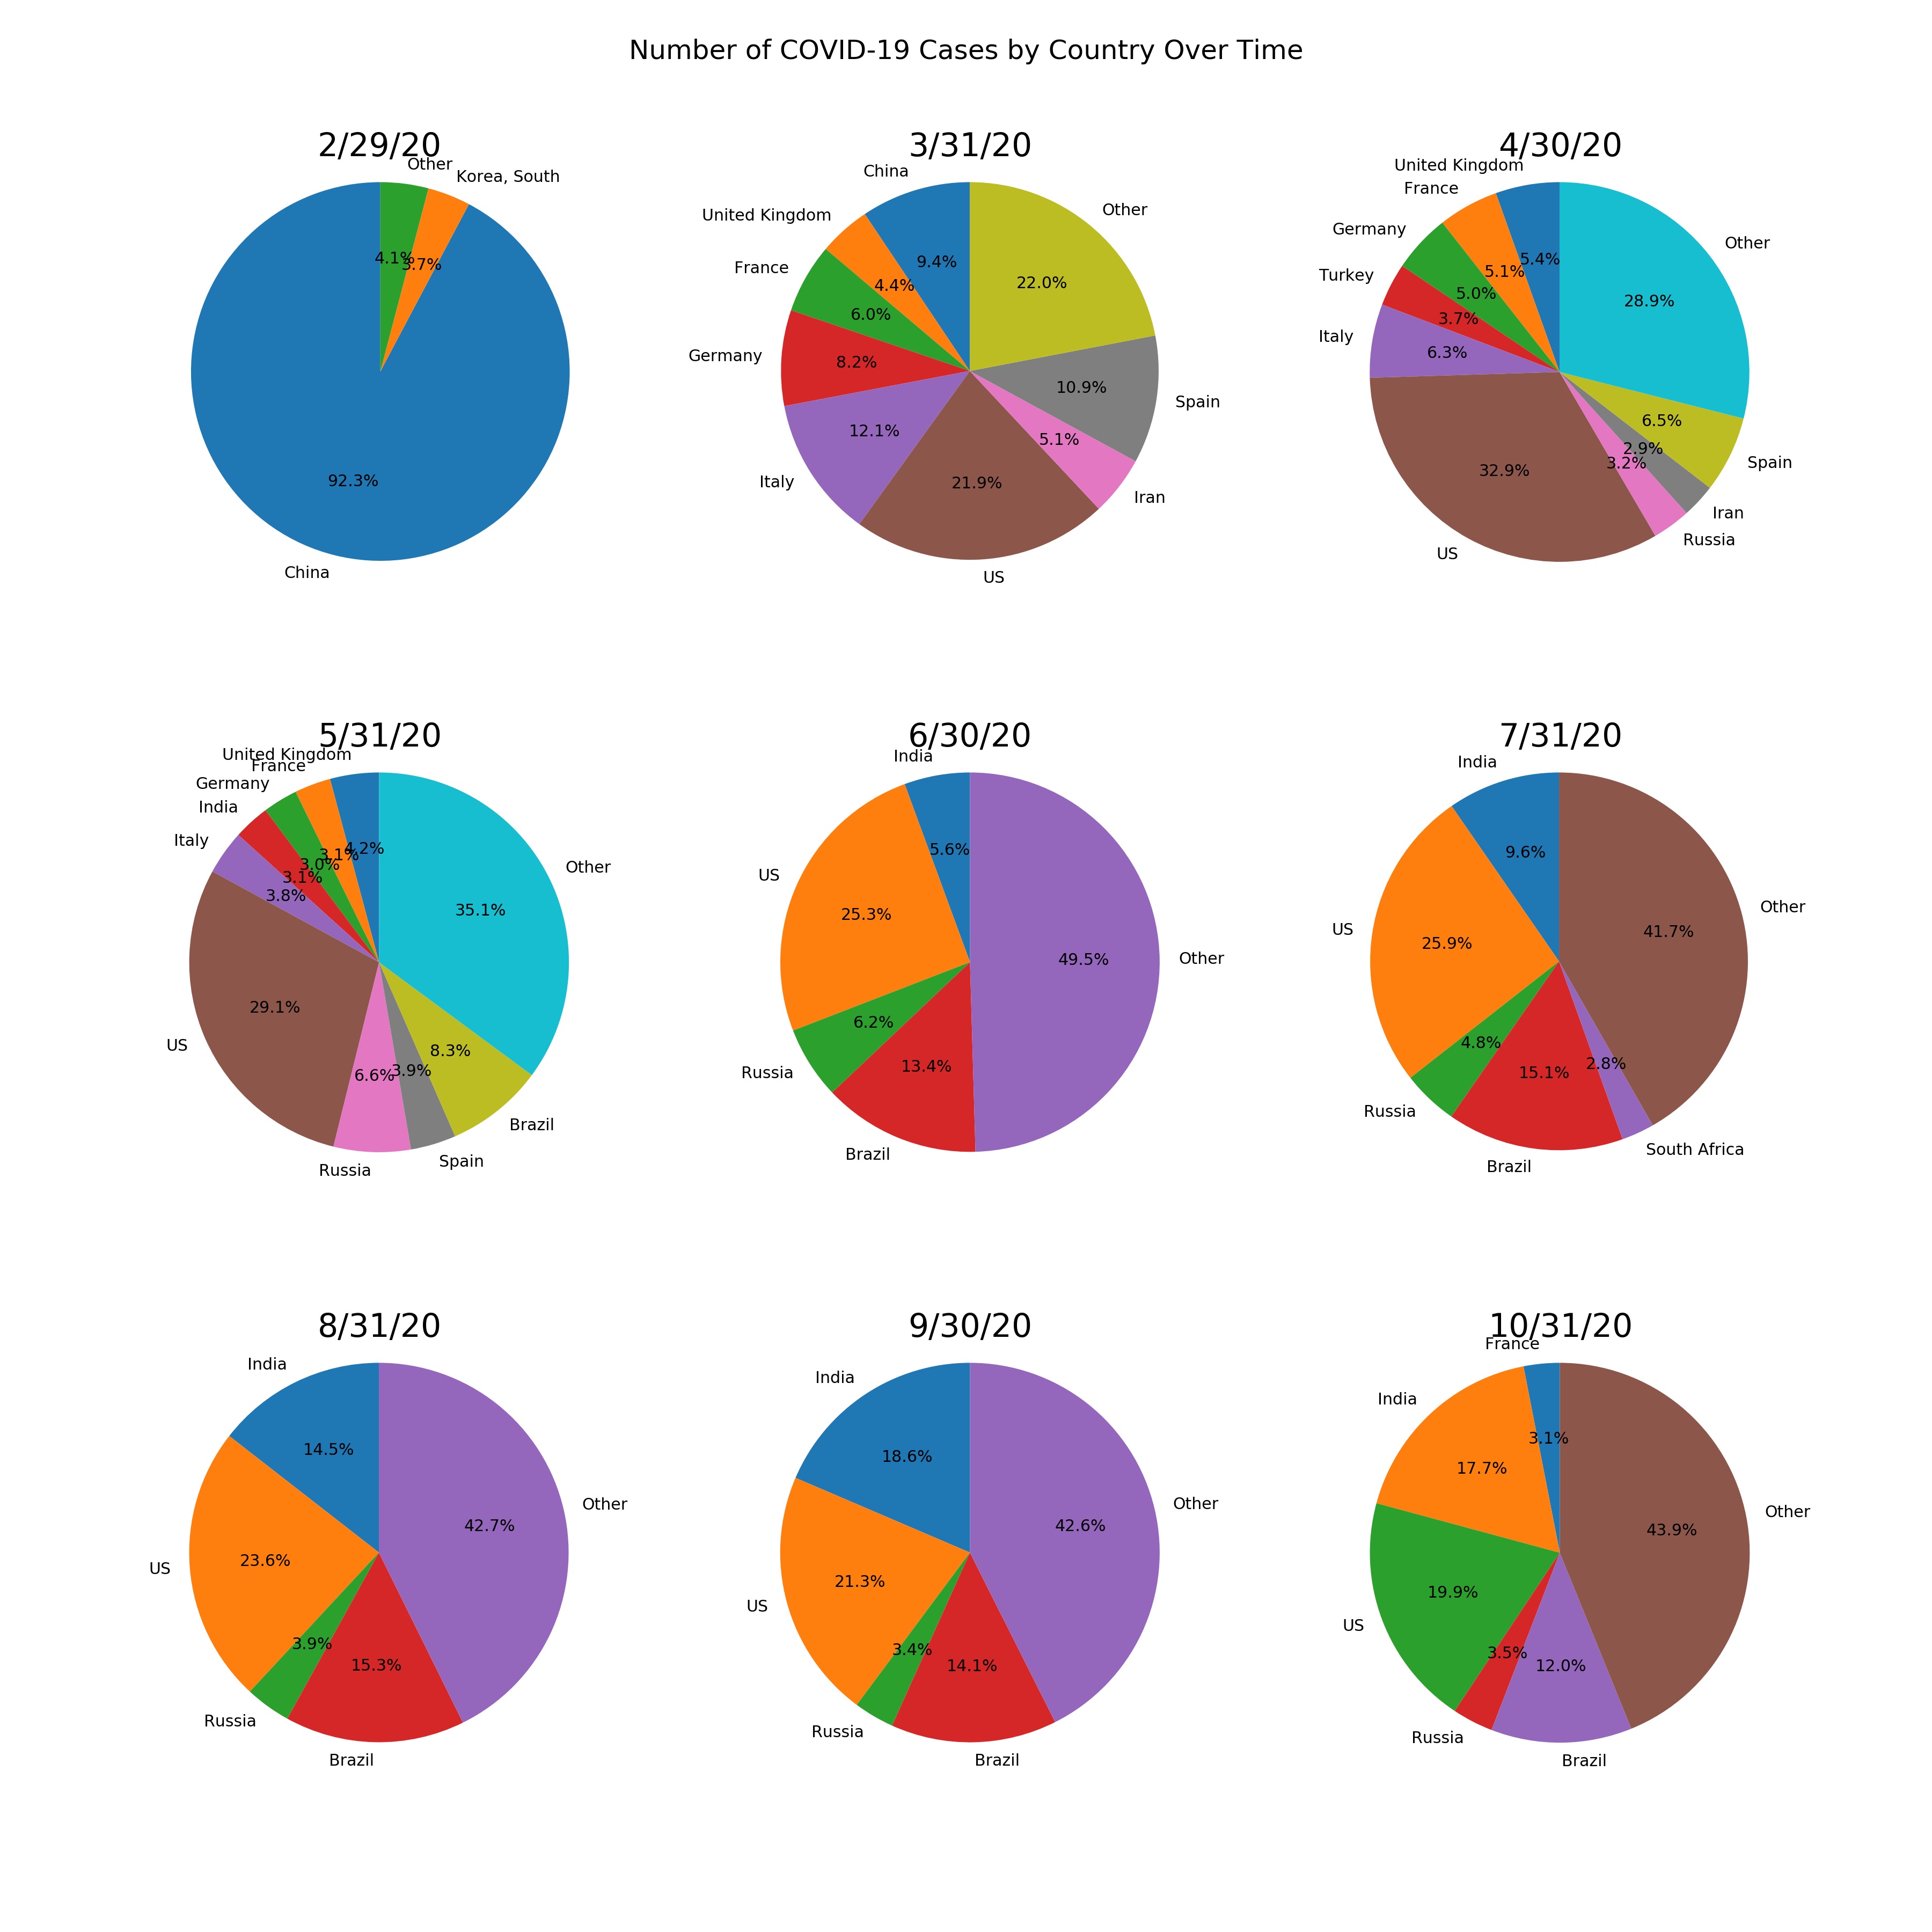 Number of COVID-19 Cases by Country Over Time
2/29/20
Other
Korea, South
4.1%
3.7%
92.3%
China
3/31/20
China
United Kingdom
Other
France
9.4%
22.0%
4.4%
6.0%
Germany
8.2%
10.9%
Spain
12.1%
5.1%
Italy
21.9%
Iran
US
4/30/20
United Kingdom
France
Germany
Other
Turkey
5.4%
5.1%
5.0%
28.9%
3.7%
Italy
6.3%
6.5%
2.9%
3.2%
32.9%
Spain
Iran
Russia
US
5/31/20
United Kingdom
France
Germany
India
Italy
4.2%
3.1%
3.0%
3.1%
3.8%
Other
35.1%
29.1%
US
8.3%
3.9%
6.6%
Brazil
Spain
Russia
6/30/20
India
5.6%
US
25.3%
49.5%
Other
6.2%
Russia
13.4%
Brazil
7/31/20
India
9.6%
Other
US
41.7%
25.9%
4.8%
2.8%
15.1%
Russia
South Africa
Brazil
8/31/20
India
14.5%
Other
42.7%
23.6%
US
3.9%
15.3%
Russia
Brazil
9/30/20
India
18.6%
Other
42.6%
21.3%
US
3.4%
14.1%
Russia
Brazil
10/31/20
France
India
3.1%
17.7%
Other
43.9%
19.9%
US
3.5%
12.0%
Russia
Brazil